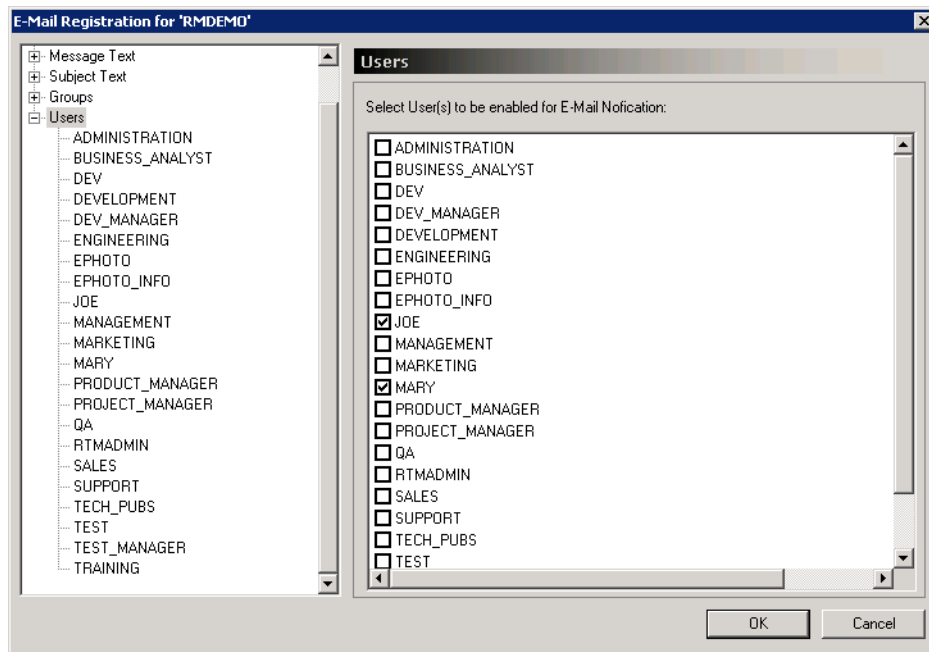 E-Mail Registration for 'RMDEMO'
Message Text
Subject Text
Groups
Users
ADMINISTRATION
BUSINESS_ANALYST
DEV
DEVELOPMENT
DEV_MANAGER
ENGINEERING
EPHOTO
EPHOTO_INFO
JOE
MANAGEMENT
MARKETING
MARY
PRODUCT_MANAGER
PROJECT_MANAGER
QA
RTMADMIN
SALES
SUPPORT
TECH_PUBS
TEST
TEST_MANAGER
TRAINING
Users
Select User(s) to be enabled for E-Mail Nofication:
ADMINISTRATION
BUSINESS_ANALYST
DEV
DEV_MANAGER
DEVELOPMENT
ENGINEERING
EPHOTO
EPHOTO_INFO
JOE
MANAGEMENT
MARKETING
MARY
PRODUCT_MANAGER
PROJECT_MANAGER
QA
RTMADMIN
SALES
SUPPORT
TECH_PUBS
TEST
OK
Cancel